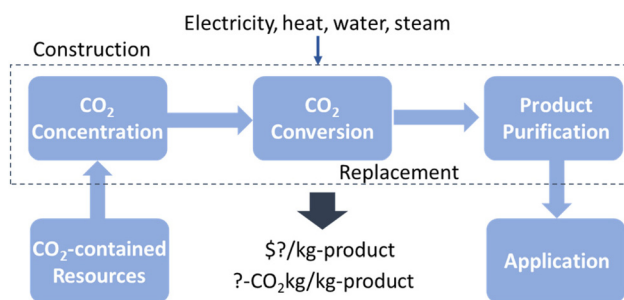 Electricity, heat, water, steam
Construction
CO₂
Concentration
CO₂
Conversion
Product
Purification
Replacement
CO₂-contained
Resources
$?/kg-product
?-CO₂kg/kg-product
Application